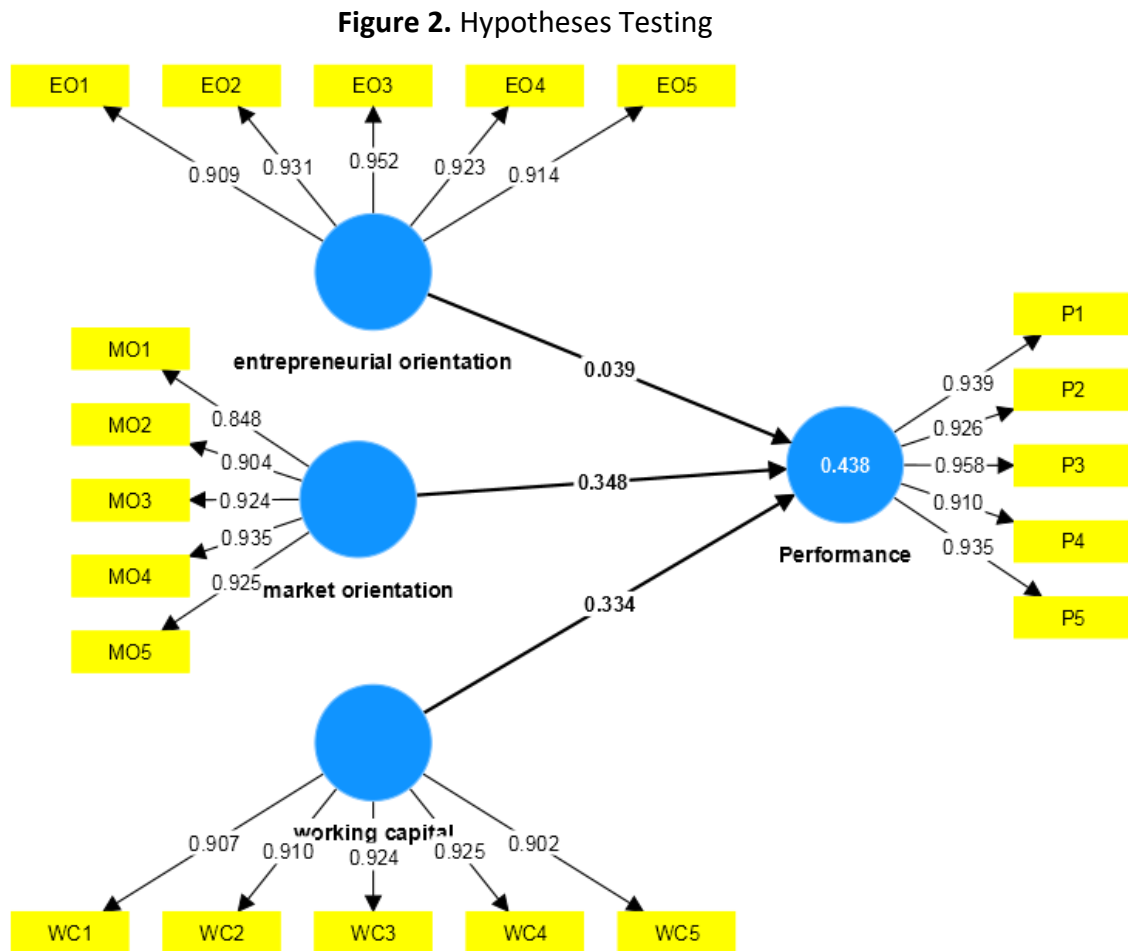 Figure 2. Hypotheses Testing
EO1 EO2 EO3 EO4 EO5
0.909 0.931 0.952 0.923 0.914
entrepreneurial orientation
0.039
MO1
MO2
MO3
MO4
MO5
0.848
0.904
0.924
0.935
0.925
market orientation
0.348
0.334
0.438
Performance
P1
P2
P3
P4
P5
0.939
0.926
0.958
0.910
0.935
working capital
0.907 0.910 0.924 0.925 0.902
WC1 WC2 WC3 WC4 WC5